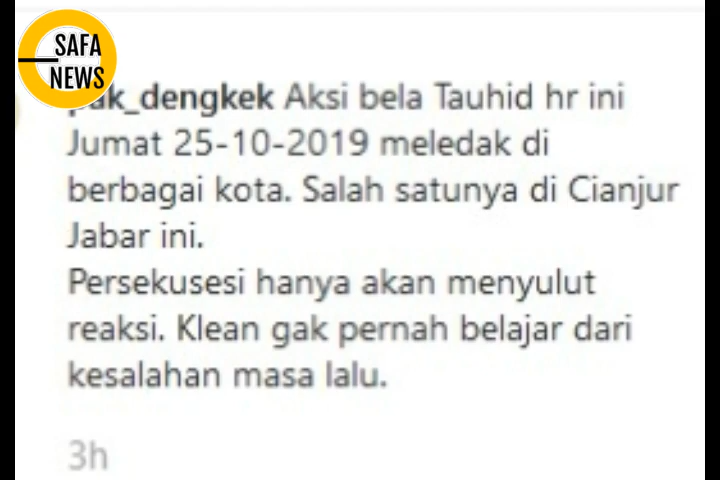 SAFA
NEWS
pak_dengkek Aksi bela Tauhid hr ini
Jumat 25-10-2019 meledak di
berbagai kota. Salah satunya di Cianjur
Jabar ini.
Persekusesi hanya akan menyulut
reaksi. Klean gak pernah belajar dari
kesalahan masa lalu.
3h